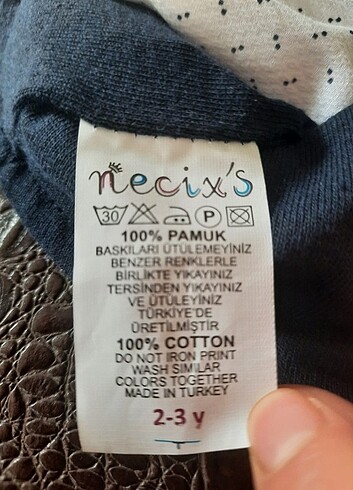 necix's
30 P
100% PAMUK
BASKILARI ÜTÜLEMEYİNİZ
BENZER RENKLERLE
BİRLİKTE YIKAYINIZ
TERSİNDEN YIKAYINIZ
VE ÜTÜLEYİNİZ
TÜRKİYE'DE
ÜRETİLMİŞTİR
100% COTTON
DO NOT IRON PRINT
WASH SIMILAR
COLORS TOGETHER
MADE IN TURKEY
2-3 y